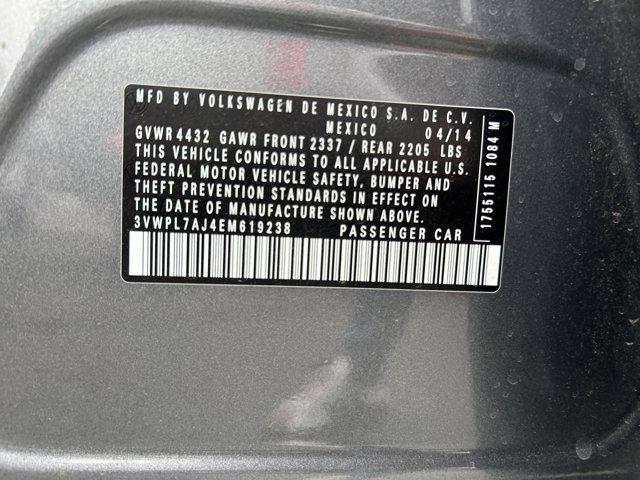 MFD BY VOLKSWAGEN DE MEXICO S.A. DE C.V.
MEXICO 04/14
GVWR 4432 GAWR FRONT 2337 / REAR 2205 LBS
THIS VEHICLE CONFORMS TO ALL APPLICABLE U.S.
FEDERAL MOTOR VEHICLE SAFETY, BUMPER AND
THEFT PREVENTION STANDARDS IN EFFECT ON
THE DATE OF MANUFACTURE SHOWN ABOVE.
3VWPL7AJ4EM619238 PASSENGER CAR
1755115 1084 M